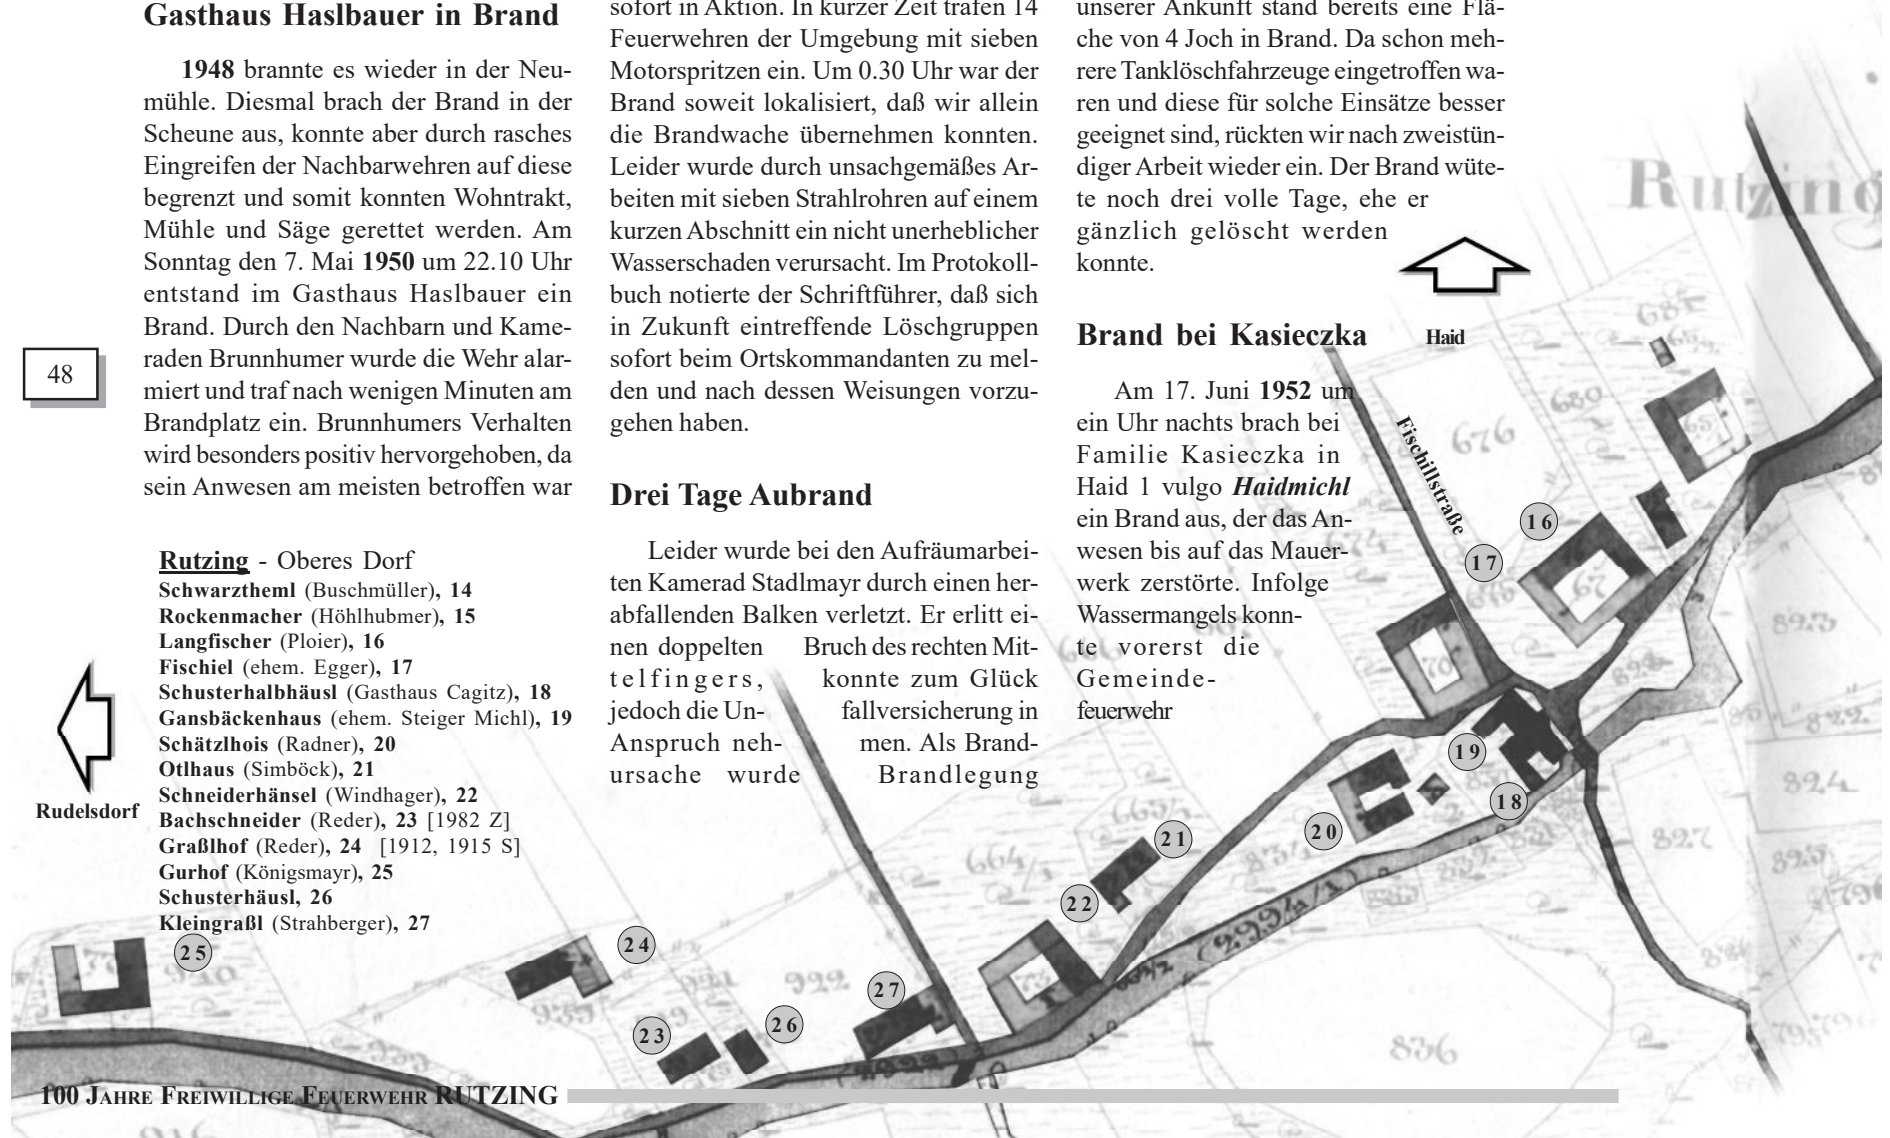 Gasthaus Haslbauer in Brand
1948 brannte es wieder in der Neu-
mühle. Diesmal brach der Brand in der
Scheune aus, konnte aber durch rasches
Eingreifen der Nachbarwehren auf diese
begrenzt und somit konnten Wohntrakt,
Mühle und Säge gerettet werden. Am
Sonntag den 7. Mai 1950 um 22.10 Uhr
entstand im Gasthaus Haslbauer ein
Brand. Durch den Nachbarn und Kame-
raden Brunnhumer wurde die Wehr alar-
miert und traf nach wenigen Minuten am
Brandplatz ein. Brunnhumers Verhalten
wird besonders positiv hervorgehoben, da
sein Anwesen am meisten betroffen war
48
Rutzing - Oberes Dorf
Schwarztheml (Buschmüller), 14
Rockenmacher (Höhlhubmer), 15
Langfischer (Ploier), 16
Fischiel (ehem. Egger), 17
Schusterhalbhäusl (Gasthaus Cagitz), 18
Gansbäckenhaus (ehem. Steiger Michl), 19
Schätzlhois (Radner), 20
Otlhaus (Simböck), 21
Schneiderhänsel (Windhager), 22
Bachschneider (Reder), 23 [1982 Z]
Graßlhof (Reder), 24 [1912, 1915 S]
Gurhof (Königsmayr), 25
Schusterhäusl, 26
Kleingraßl (Strahberger), 27
Rudelsdorf
sofort in Aktion. In kurzer Zeit trafen 14
Feuerwehren der Umgebung mit sieben
Motorspritzen ein. Um 0.30 Uhr war der
Brand soweit lokalisiert, daß wir allein
die Brandwache übernehmen konnten.
Leider wurde durch unsachgemäßes Ar-
beiten mit sieben Strahlrohren auf einem
kurzen Abschnitt ein nicht unerheblicher
Wasserschaden verursacht. Im Protokoll-
buch notierte der Schriftführer, daß sich
in Zukunft eintreffende Löschgruppen
sofort beim Ortskommandanten zu mel-
den und nach dessen Weisungen vorzu-
gehen haben.
Drei Tage Aubrand
Leider wurde bei den Aufräumarbei-
ten Kamerad Stadlmayr durch einen her-
abfallenden Balken verletzt. Er erlitt ei-
nen doppelten Bruch des rechten Mit-
telfingers, konnte zum Glück
jedoch die Un- fallversicherung in
Anspruch neh- men. Als Brand-
ursache wurde Brandlegung
unserer Ankunft stand bereits eine Flä-
che von 4 Joch in Brand. Da schon meh-
rere Tanklöschfahrzeuge eingetroffen wa-
ren und diese für solche Einsätze besser
geeignet sind, rückten wir nach zweistün-
diger Arbeit wieder ein. Der Brand wüte-
te noch drei volle Tage, ehe er
gänzlich gelöscht werden
konnte.
Brand bei Kasieczka
Am 17. Juni 1952 um
ein Uhr nachts brach bei
Familie Kasieczka in
Haid 1 vulgo Haidmichl
ein Brand aus, der das An-
wesen bis auf das Mauer-
werk zerstörte. Infolge
Wassermangels konn-
te vorerst die
Gemeinde-
feuerwehr
Rutzing
Haid
Fischillstraße
676
680
16
17
70
823
822
824
19
18
20
21
22
827
825
664/1
834
25
24
27
922
23
26
836
100 JAHRE FREIWILLIGE FEUERWEHR RUTZING